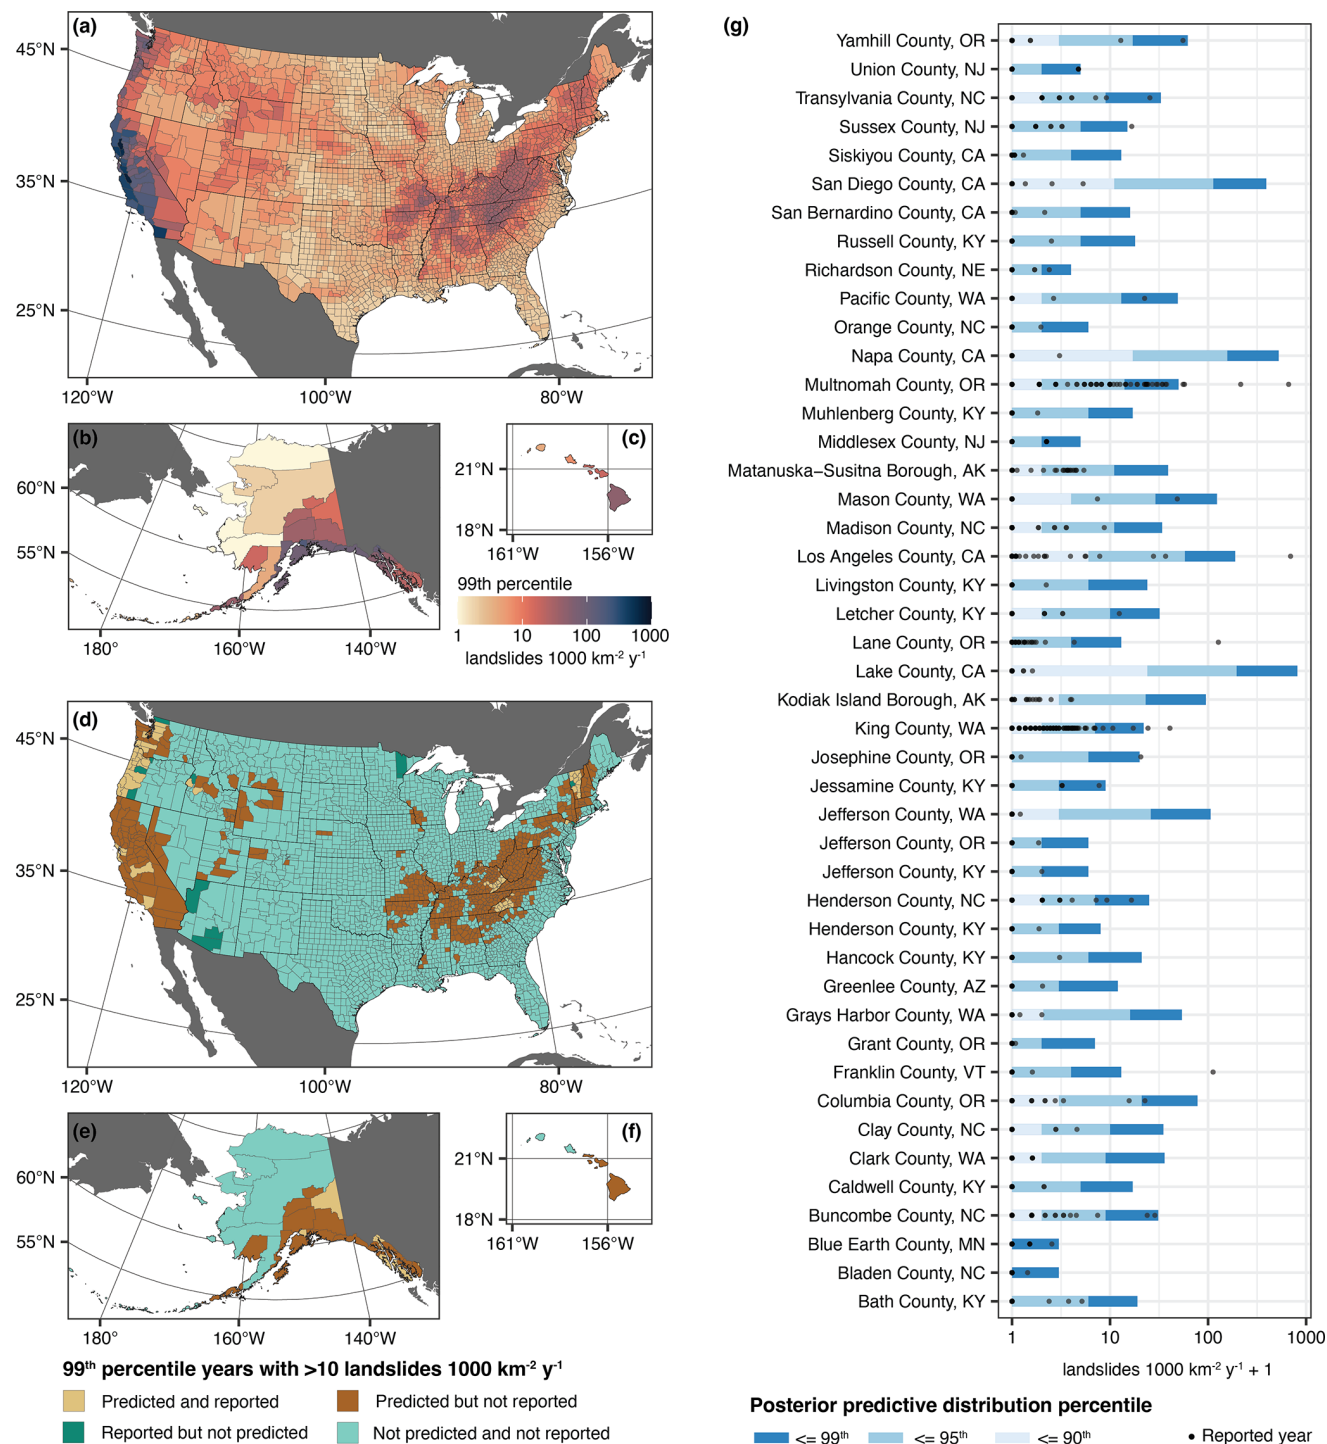 (a)
45°N
35°N
25°N
120°W
100°W
80°W
(b)
60°N
55°N
180°
160°W
140°W
(c)
21°N
18°N
161°W
156°W
99th percentile
1
10
100
1000
landslides 1000 km⁻² y⁻¹
(d)
45°N
35°N
25°N
120°W
100°W
80°W
(e)
60°N
55°N
180°
160°W
140°W
(f)
21°N
18°N
161°W
156°W
99th percentile years with >10 landslides 1000 km⁻² y⁻¹
Predicted and reported
Predicted but not reported
Reported but not predicted
Not predicted and not reported
(g)
Yamhill County, OR
Union County, NJ
Transylvania County, NC
Sussex County, NJ
Siskiyou County, CA
San Diego County, CA
San Bernardino County, CA
Russell County, KY
Richardson County, NE
Pacific County, WA
Orange County, NC
Napa County, CA
Multnomah County, OR
Muhlenberg County, KY
Middlesex County, NJ
Matanuska−Susitna Borough, AK
Mason County, WA
Madison County, NC
Los Angeles County, CA
Livingston County, KY
Letcher County, KY
Lane County, OR
Lake County, CA
Kodiak Island Borough, AK
King County, WA
Josephine County, OR
Jessamine County, KY
Jefferson County, WA
Jefferson County, OR
Jefferson County, KY
Henderson County, NC
Henderson County, KY
Hancock County, KY
Greenlee County, AZ
Grays Harbor County, WA
Grant County, OR
Franklin County, VT
Columbia County, OR
Clay County, NC
Clark County, WA
Caldwell County, KY
Buncombe County, NC
Blue Earth County, MN
Bladen County, NC
Bath County, KY
1
10
100
1000
landslides 1000 km⁻² y⁻¹ + 1
Posterior predictive distribution percentile
<= 99th
<= 95th
<= 90th
Reported year